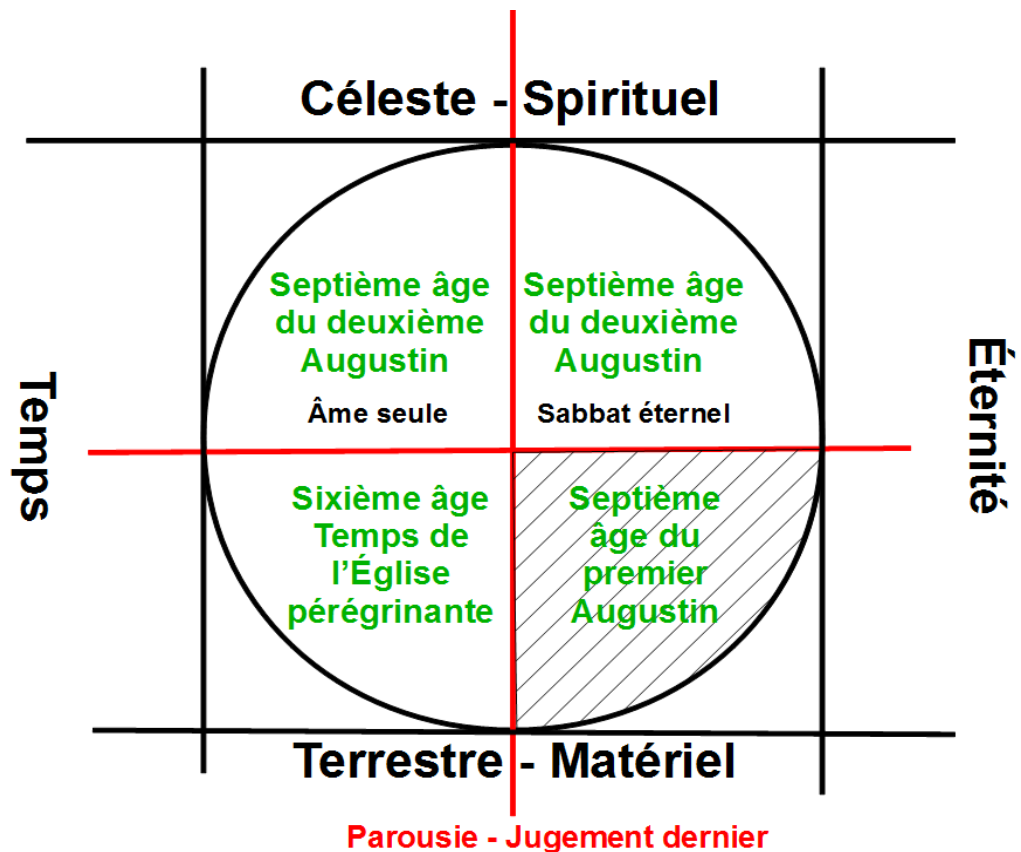 Céleste - Spirituel
Septième âge
du deuxième
Augustin
Âme seule
Septième âge
du deuxième
Augustin
Sabbat éternel
Temps
Éternité
Sixième âge
Temps de
l’Église
pérégrinante
Septième
âge du
premier
Augustin
Terrestre - Matériel
Parousie - Jugement dernier